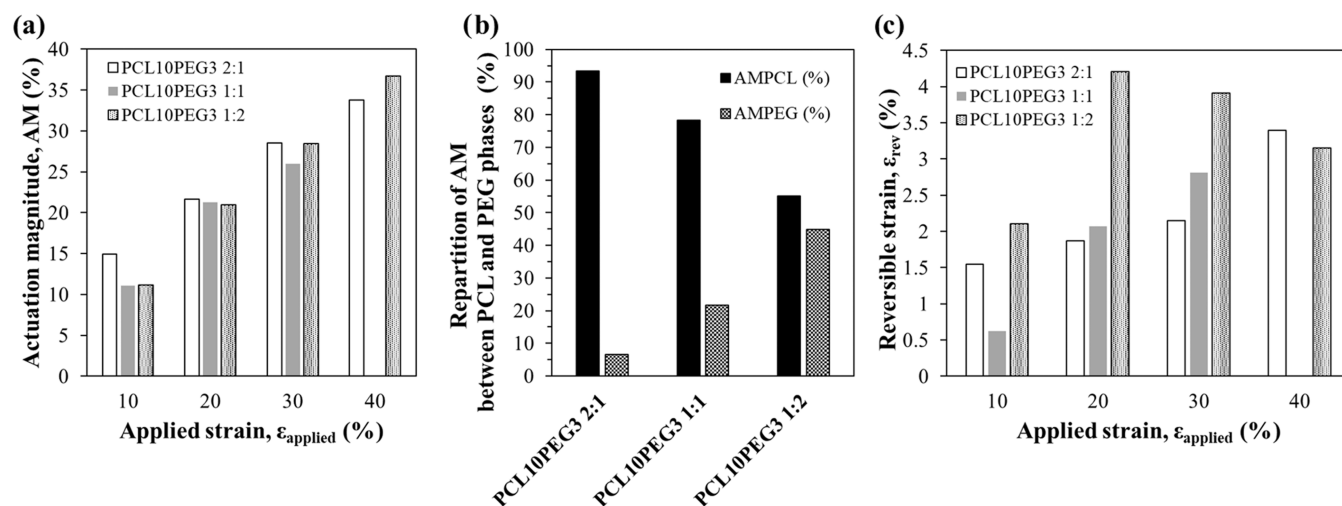 (a)
Actuation magnitude, AM (%)
40
35
30
25
20
15
10
5
0
PCL10PEG3 2:1
PCL10PEG3 1:1
PCL10PEG3 1:2
10 20 30 40
Applied strain, εapplied (%)
(b)
Repartition of AM
between PCL and PEG phases (%)
100
90
80
70
60
50
40
30
20
10
0
AMPCL (%)
AMPEG (%)
PCL10PEG3 2:1
PCL10PEG3 1:1
PCL10PEG3 1:2
(c)
Reversible strain, εrev (%)
4.5
4
3.5
3
2.5
2
1.5
1
0.5
0
PCL10PEG3 2:1
PCL10PEG3 1:1
PCL10PEG3 1:2
10 20 30 40
Applied strain, εapplied (%)